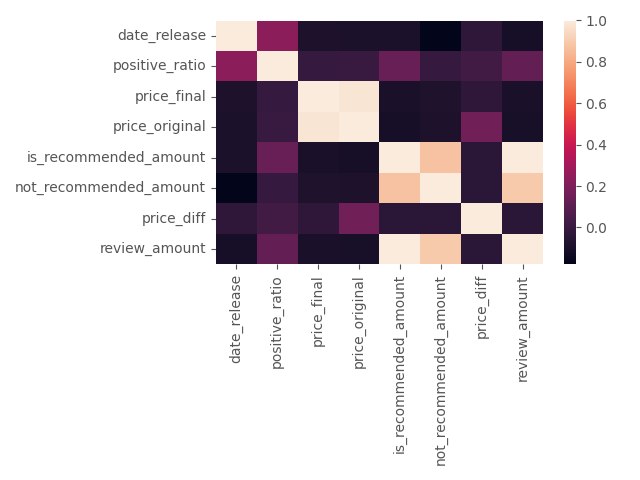 date_release
positive_ratio
price_final
price_original
is_recommended_amount
not_recommended_amount
price_diff
review_amount
date_release
positive_ratio
price_final
price_original
is_recommended_amount
not_recommended_amount
price_diff
review_amount
1.0
0.8
0.6
0.4
0.2
0.0